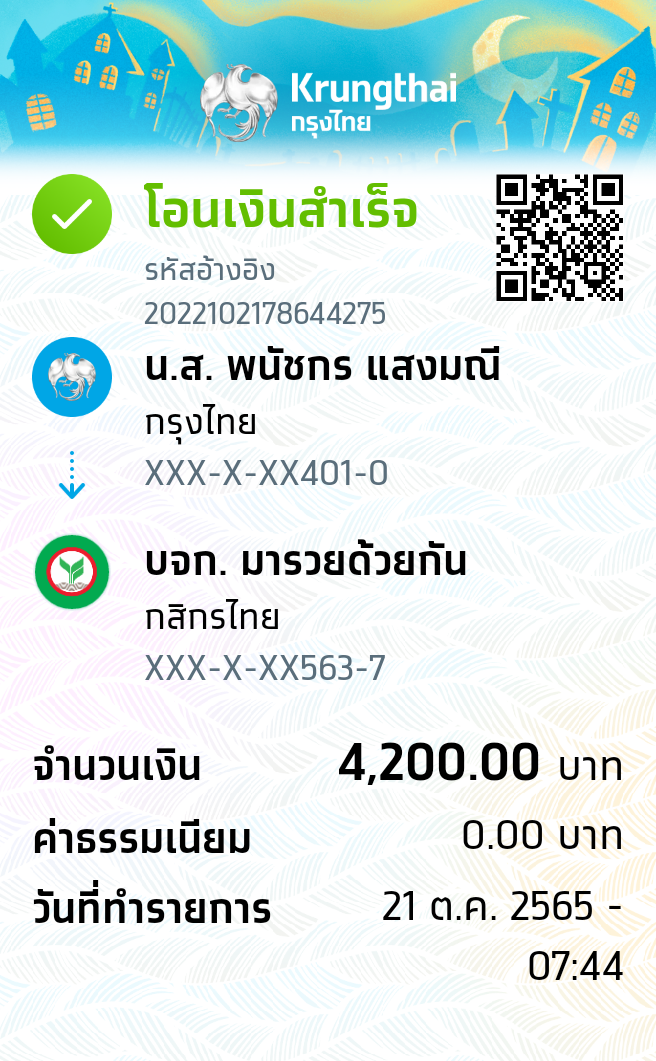 Krungthai
กรุงไทย
โอนเงินสำเร็จ
รหัสอ้างอิง
2022102178644275
น.ส. พนัชกร แสงมณี
กรุงไทย
XXX-X-XX401-0
บจก. มารวยด้วยกัน
กสิกรไทย
XXX-X-XX563-7
จำนวนเงิน 4,200.00 บาท
ค่าธรรมเนียม 0.00 บาท
วันที่ทำรายการ 21 ต.ค. 2565 -
07:44